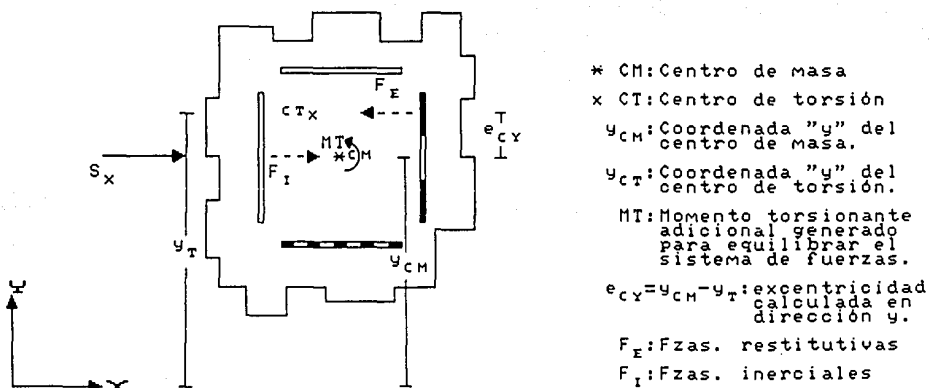 F_E
CT x
MT
* CM
F_I
S_X
y_T
y_CM
e_CY
Y
X
* CM: Centro de masa
x CT: Centro de torsión
y_CM: Coordenada "y" del
centro de masa.
y_CT: Coordenada "y" del
centro de torsión.
MT: Momento torsionante
adicional generado
para equilibrar el
sistema de fuerzas.
e_CY=y_CM-y_T: excentricidad
calculada en
dirección y.
F_E: Fzas. restitutivas
F_I: Fzas. inerciales